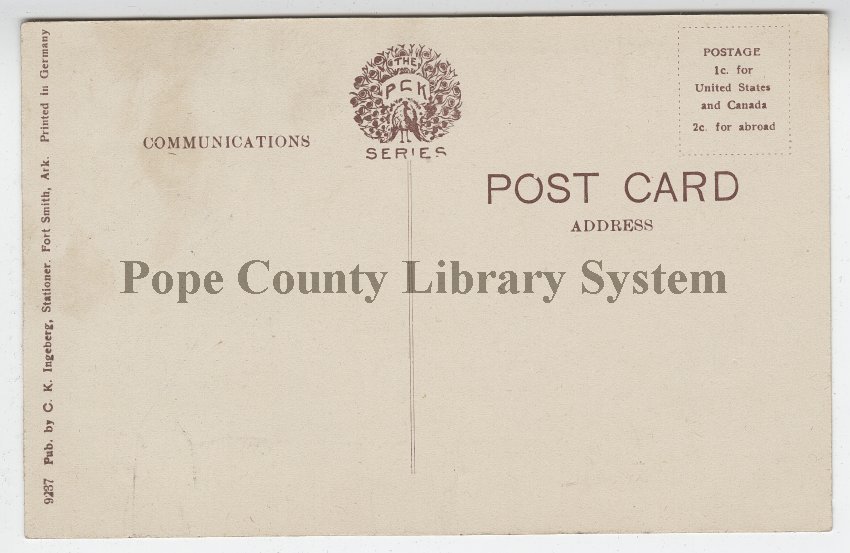 9237 Pub. by C. K. Ingeberg, Stationer. Fort Smith, Ark. Printed in Germany
COMMUNICATIONS
THE
PCK
SERIES
POSTAGE
1c. for
United States
and Canada
2c. for abroad
POST CARD
ADDRESS
Pope County Library System